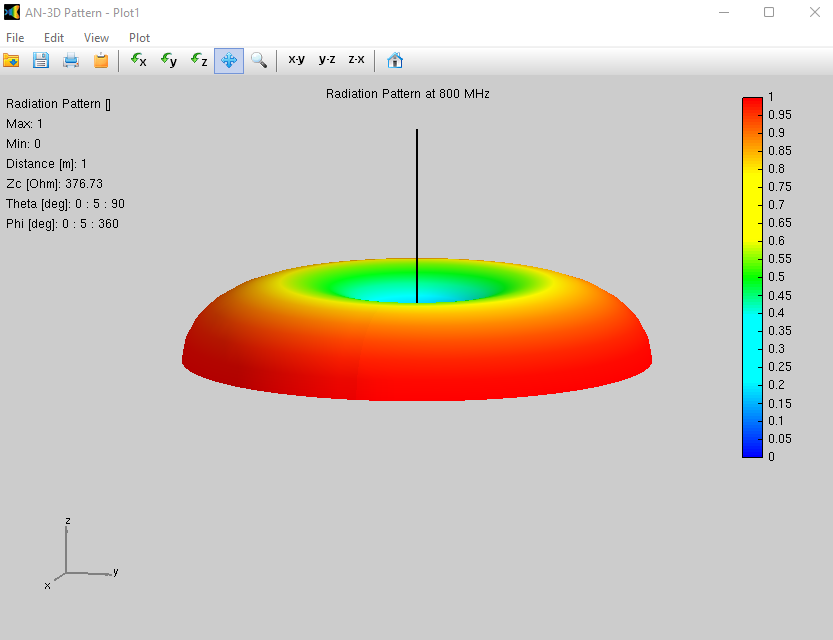 AN-3D Pattern - Plot1
File Edit View Plot
x y z x-y y-z z-x
Radiation Pattern at 800 MHz
Radiation Pattern []
Max: 1
Min: 0
Distance [m]: 1
Zc [Ohm]: 376.73
Theta [deg]: 0 : 5 : 90
Phi [deg]: 0 : 5 : 360
1
0.95
0.9
0.85
0.8
0.75
0.7
0.65
0.6
0.55
0.5
0.45
0.4
0.35
0.3
0.25
0.2
0.15
0.1
0.05
0
z
y
x